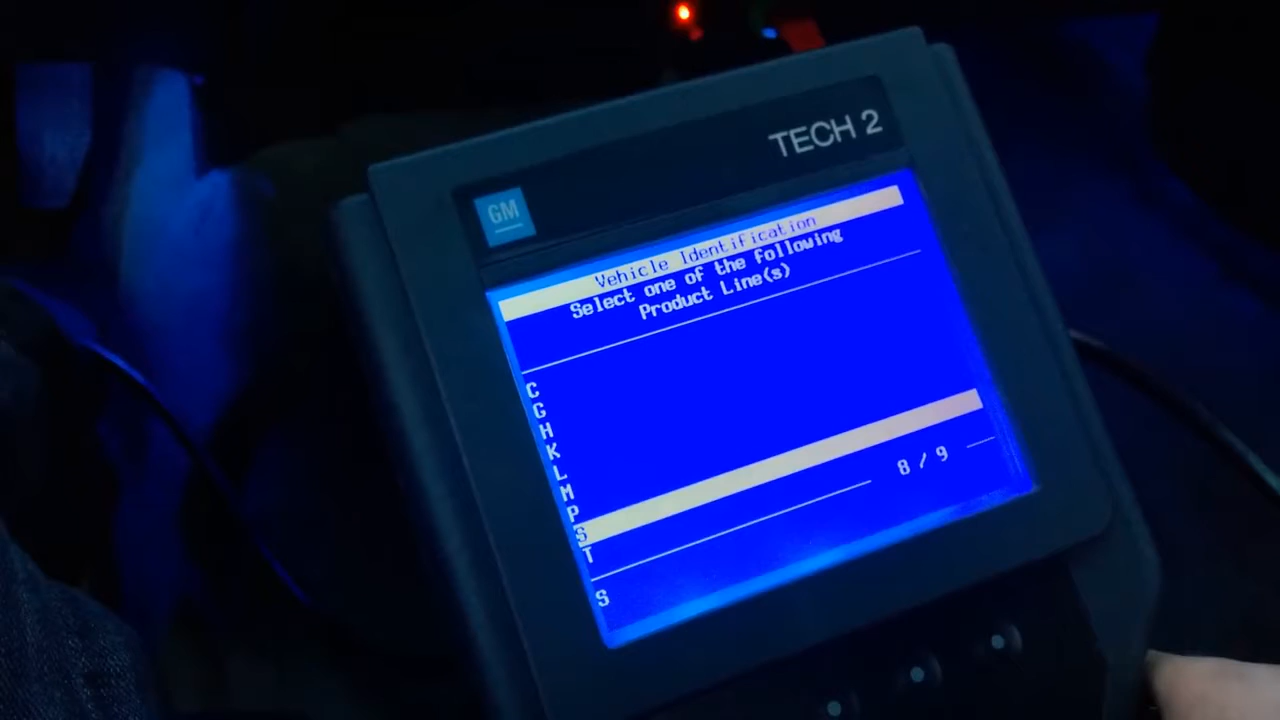 TECH 2
GM
Vehicle Identification
Select one of the following
Product Line(s)
C
G
H
K
L
M
P
S
T
8 / 9
S